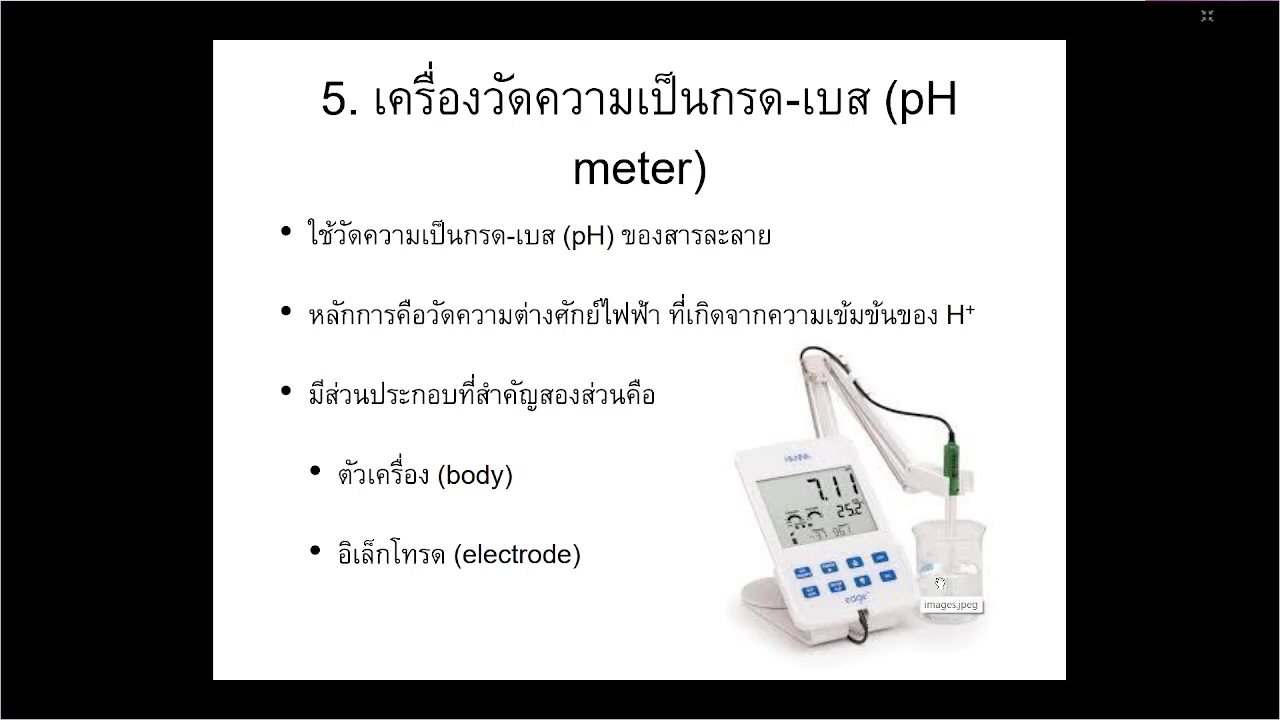 5. เครื่องวัดความเป็นกรด-เบส (pH
meter)
• ใช้วัดความเป็นกรด-เบส (pH) ของสารละลาย
• หลักการคือวัดความต่างศักย์ไฟฟ้า ที่เกิดจากความเข้มข้นของ H⁺
• มีส่วนประกอบที่สำคัญสองส่วนคือ
• ตัวเครื่อง (body)
• อิเล็กโทรด (electrode)
HANNA
7.11
25.2
edge
images.jpeg